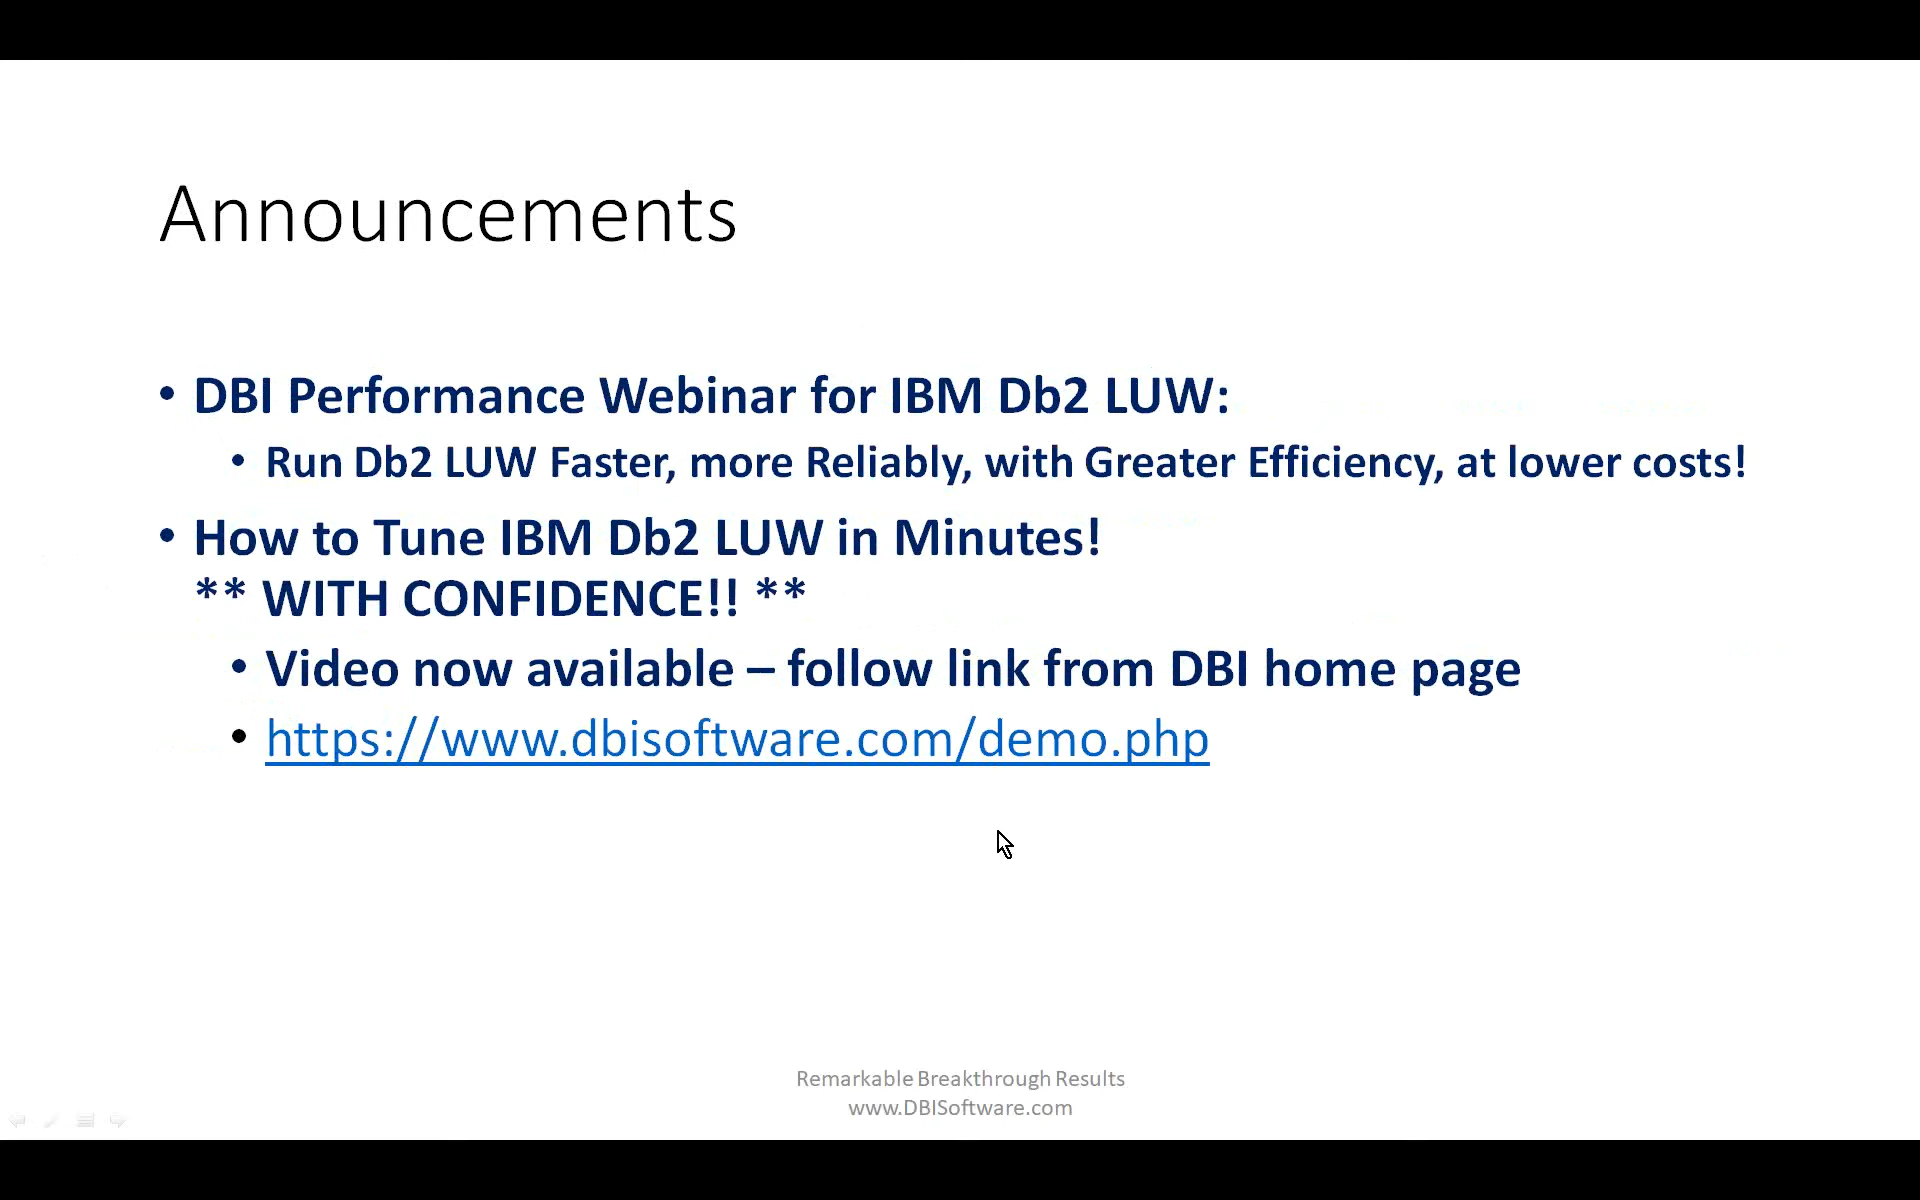 Announcements
• DBI Performance Webinar for IBM Db2 LUW:
• Run Db2 LUW Faster, more Reliably, with Greater Efficiency, at lower costs!
• How to Tune IBM Db2 LUW in Minutes!
** WITH CONFIDENCE!! **
• Video now available – follow link from DBI home page
• https://www.dbisoftware.com/demo.php
Remarkable Breakthrough Results
www.DBISoftware.com